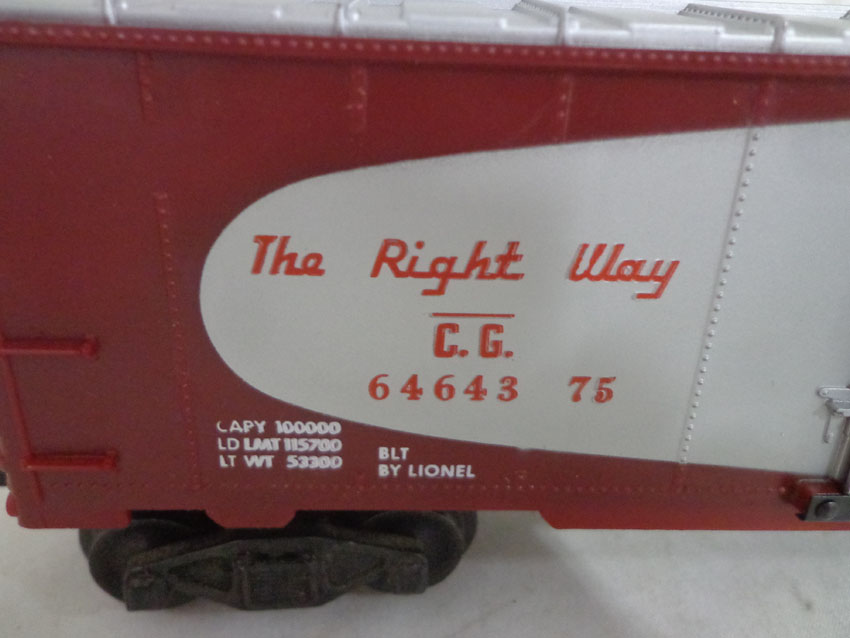 The Right Way
C.G.
64643 75
CAPY 100000
LD LMT 115700
LT WT 53300
BLT
BY LIONEL